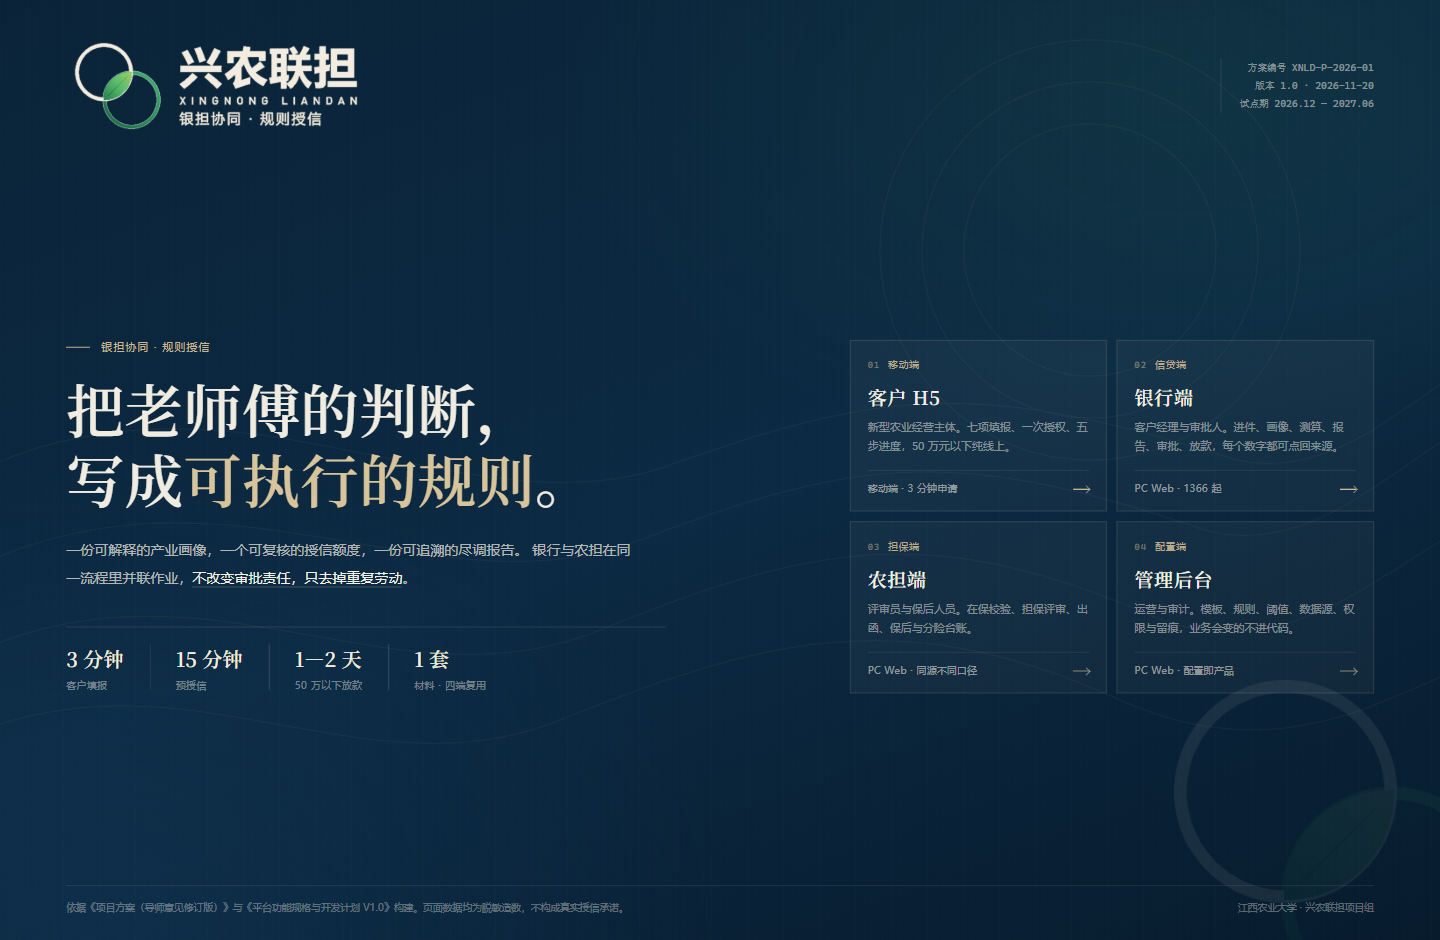 兴农联担
XINGNONG LIANDAN
银担协同 · 规则授信
方案编号 XNLD-P-2026-01
版本 1.0 · 2026-11-20
试点期 2026.12 — 2027.06
银担协同 · 规则授信
把老师傅的判断，
写成可执行的规则。
一份可解释的产业画像，一个可复核的授信额度，一份可追溯的尽调报告。 银行与农担在同
一流程里并联作业，不改变审批责任，只去掉重复劳动。
3 分钟
客户填报
15 分钟
预授信
1—2 天
50 万以下放款
1 套
材料 · 四端复用
01 移动端
客户 H5
新型农业经营主体。七项填报、一次授权、五
步进度，50 万元以下纯线上。
移动端 · 3 分钟申请 →
02 信贷端
银行端
客户经理与审批人。进件、画像、测算、报
告、审批、放款，每个数字都可点回来源。
PC Web · 1366 起 →
03 担保端
农担端
评审员与保后人员。在保校验、担保评审、出
函、保后与分险台账。
PC Web · 同源不同口径 →
04 配置端
管理后台
运营与审计。模板、规则、阈值、数据源、权
限与留痕，业务会变的不进代码。
PC Web · 配置即产品 →
依据《项目方案（导师意见修订版）》与《平台功能规格与开发计划 V1.0》构建。页面数据均为脱敏造数，不构成真实授信承诺。
江西农业大学 · 兴农联担项目组